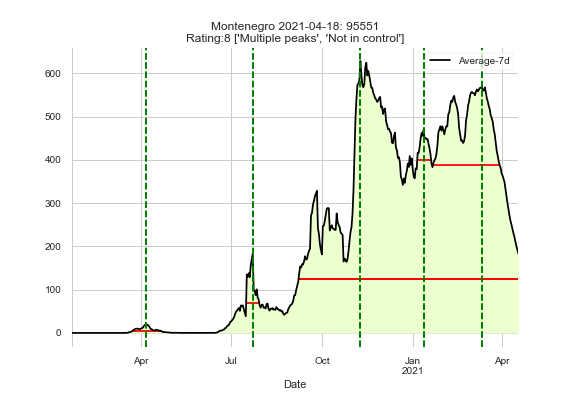 Montenegro 2021-04-18: 95551
Rating:8 ['Multiple peaks', 'Not in control']
Average-7d
600
500
400
300
200
100
0
Apr
Jul
Oct
Jan
2021
Apr
Date